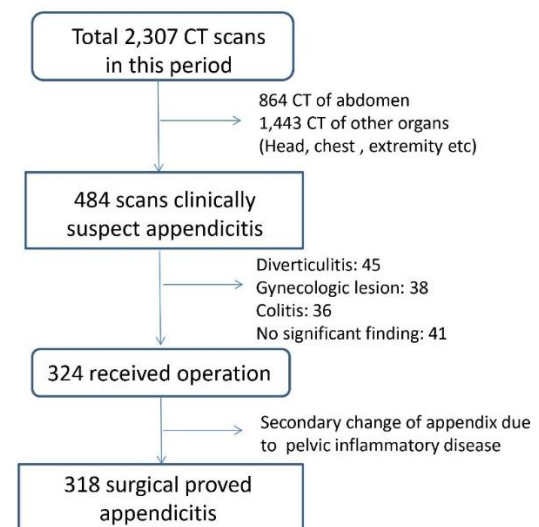 Total 2,307 CT scans
in this period
864 CT of abdomen
1,443 CT of other organs
(Head, chest , extremity etc)
484 scans clinically
suspect appendicitis
Diverticulitis: 45
Gynecologic lesion: 38
Colitis: 36
No significant finding: 41
324 received operation
Secondary change of appendix due
to pelvic inflammatory disease
318 surgical proved
appendicitis